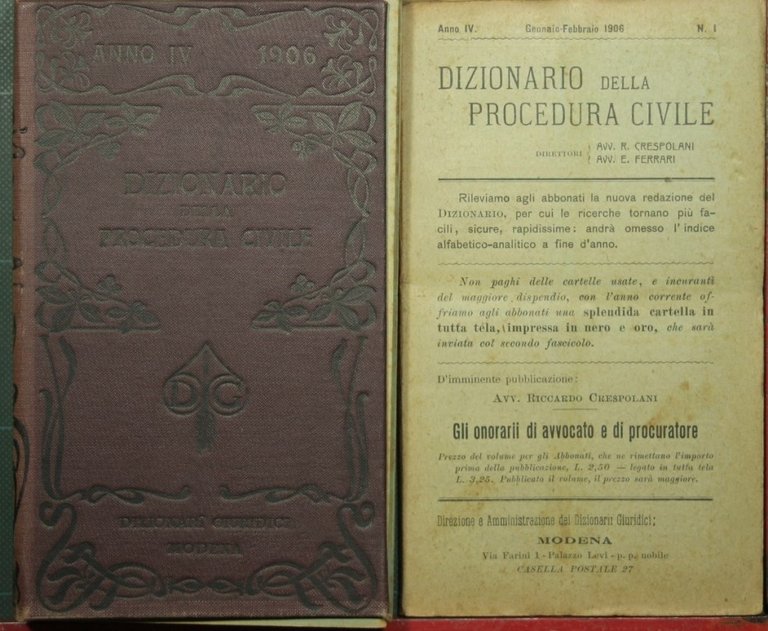 ANNO IV 1906
DIZIONARIO
DELLA
PROCEDURA CIVILE
DG
DIZIONARÎ GIURIDICI
MODENA
Anno IV. Gennaio-Febbraio 1906 N. 1
DIZIONARIO DELLA
PROCEDURA CIVILE
DIRETTORI { AVV. R. CRESPOLANI
AVV. E. FERRARI
Rileviamo agli abbonati la nuova redazione del
DIZIONARIO, per cui le ricerche tornano più fa-
cili, sicure, rapidissime: andrà omesso l'indice
alfabetico-analitico a fine d'anno.
Non paghi delle cartelle usate, e incuranti
del maggiore dispendio, con l'anno corrente of-
friamo agli abbonati una splendida cartella in
tutta tela, impressa in nero e oro, che sarà
inviata col secondo fascicolo.
D'imminente pubblicazione:
AVV. RICCARDO CRESPOLANI
Gli onorarii di avvocato e di procuratore
Prezzo del volume per gli Abbonati, che ne rimettano l'importo
prima della pubblicazione, L. 2,50 — legato in tutta tela
L. 3,25. Pubblicato il volume, il prezzo sarà maggiore.
Direzione e Amministrazione dei Dizionarii Giuridici;
MODENA
Via Farini 1 - Palazzo Levi - p. p. nobile
CASELLA POSTALE 27